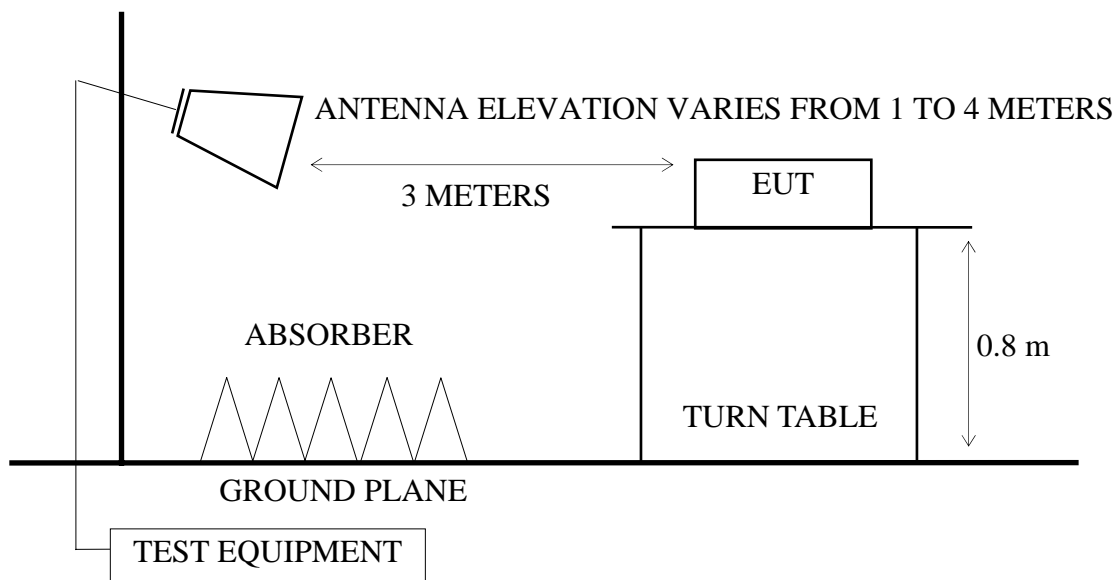 ANTENNA ELEVATION VARIES FROM 1 TO 4 METERS
3 METERS
EUT
ABSORBER
0.8 m
TURN TABLE
GROUND PLANE
TEST EQUIPMENT